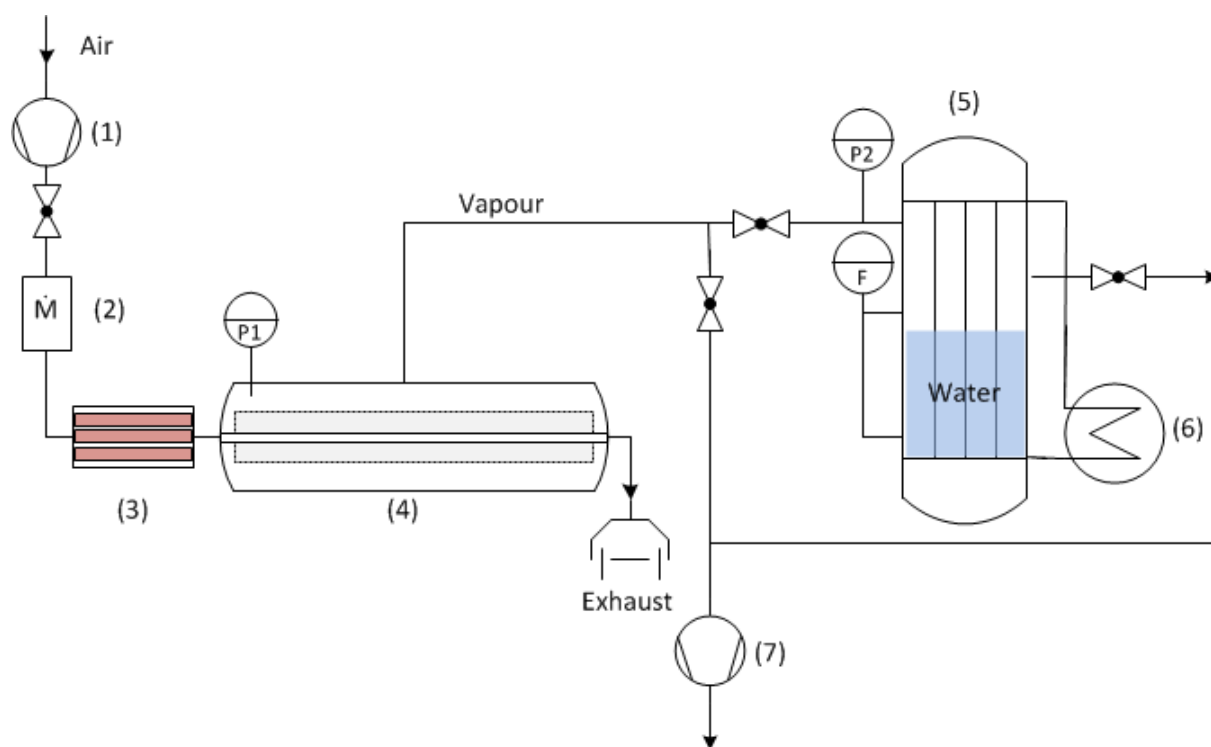 Air
(1)
(5)
P2
Vapour
F
Ṁ
(2)
P1
Water
(6)
(3)
(4)
Exhaust
(7)